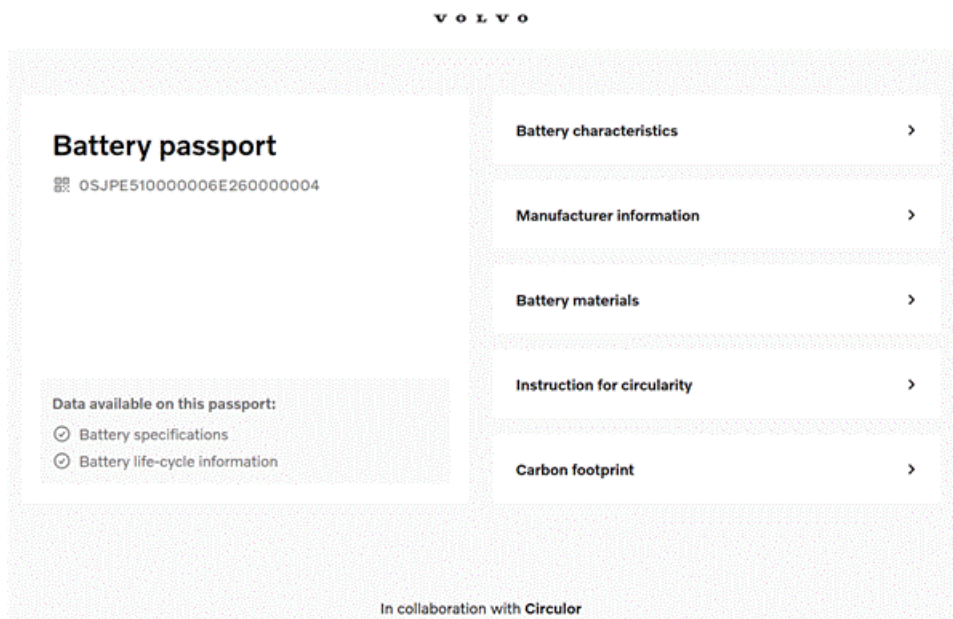 VOLVO
Battery passport
0SJPE510000006E260000004
Data available on this passport:
Battery specifications
Battery life-cycle information
Battery characteristics
Manufacturer information
Battery materials
Instruction for circularity
Carbon footprint
In collaboration with Circulor